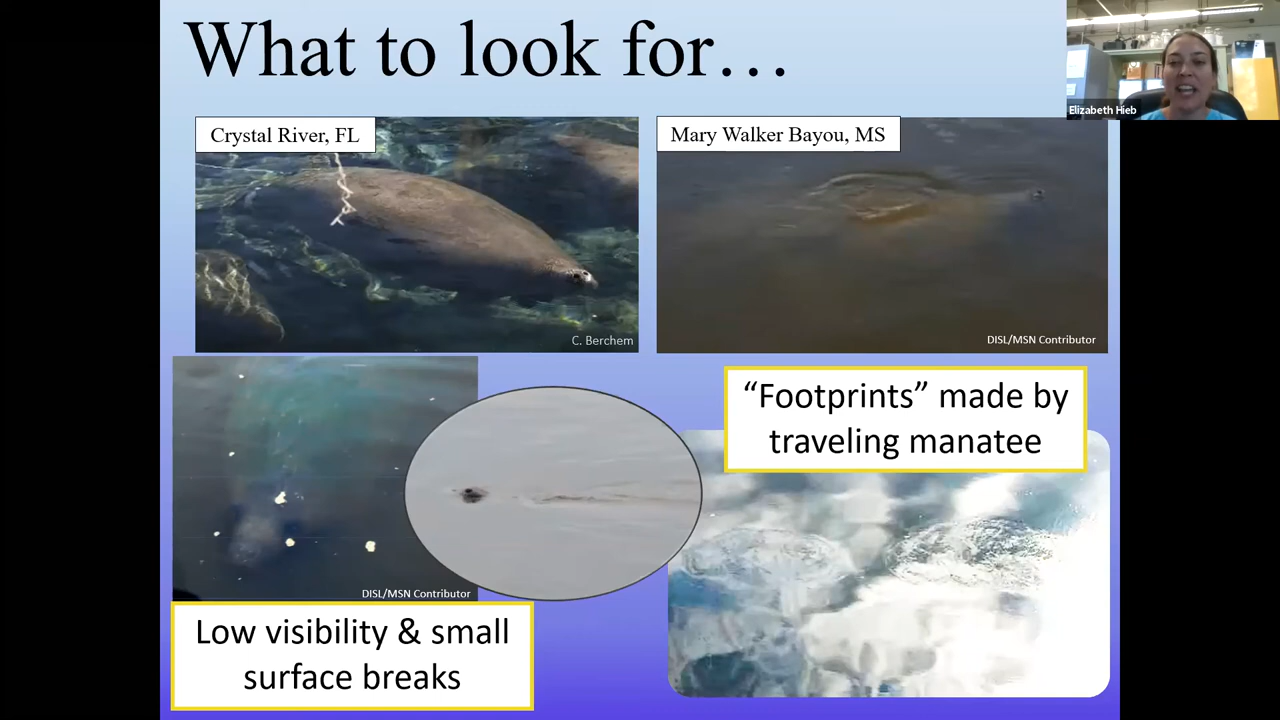 What to look for…
Elizabeth Hieb
Crystal River, FL
Mary Walker Bayou, MS
C. Berchem
DISL/MSN Contributor
“Footprints” made by
traveling manatee
DISL/MSN Contributor
Low visibility & small
surface breaks